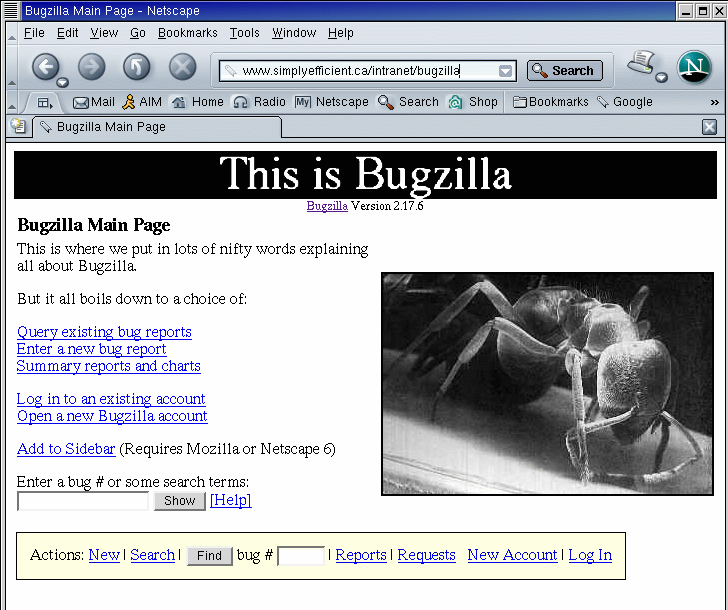 Bugzilla Main Page - Netscape
File Edit View Go Bookmarks Tools Window Help
www.simplyefficient.ca/intranet/bugzilla Search N
Mail AIM Home Radio My Netscape Search Shop Bookmarks Google »
Bugzilla Main Page
This is Bugzilla
Bugzilla Version 2.17.6
Bugzilla Main Page
This is where we put in lots of nifty words explaining
all about Bugzilla.
But it all boils down to a choice of:
Query existing bug reports
Enter a new bug report
Summary reports and charts
Log in to an existing account
Open a new Bugzilla account
Add to Sidebar (Requires Mozilla or Netscape 6)
Enter a bug # or some search terms:
Show [Help]
Actions: New | Search | Find bug # | Reports | Requests New Account | Log In